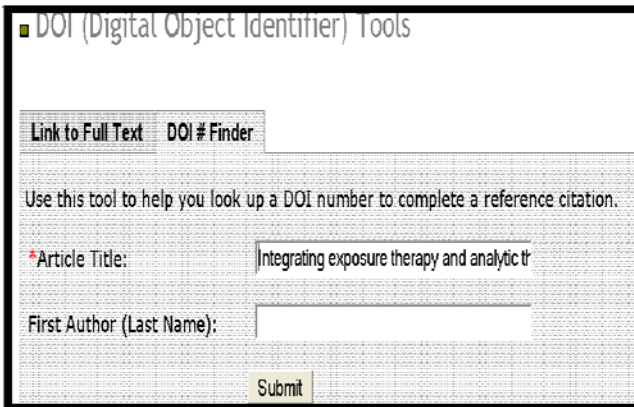 DOI (Digital Object Identifier) Tools
Link to Full Text DOI # Finder
Use this tool to help you look up a DOI number to complete a reference citation.
*Article Title: Integrating exposure therapy and analytic th
First Author (Last Name):
Submit